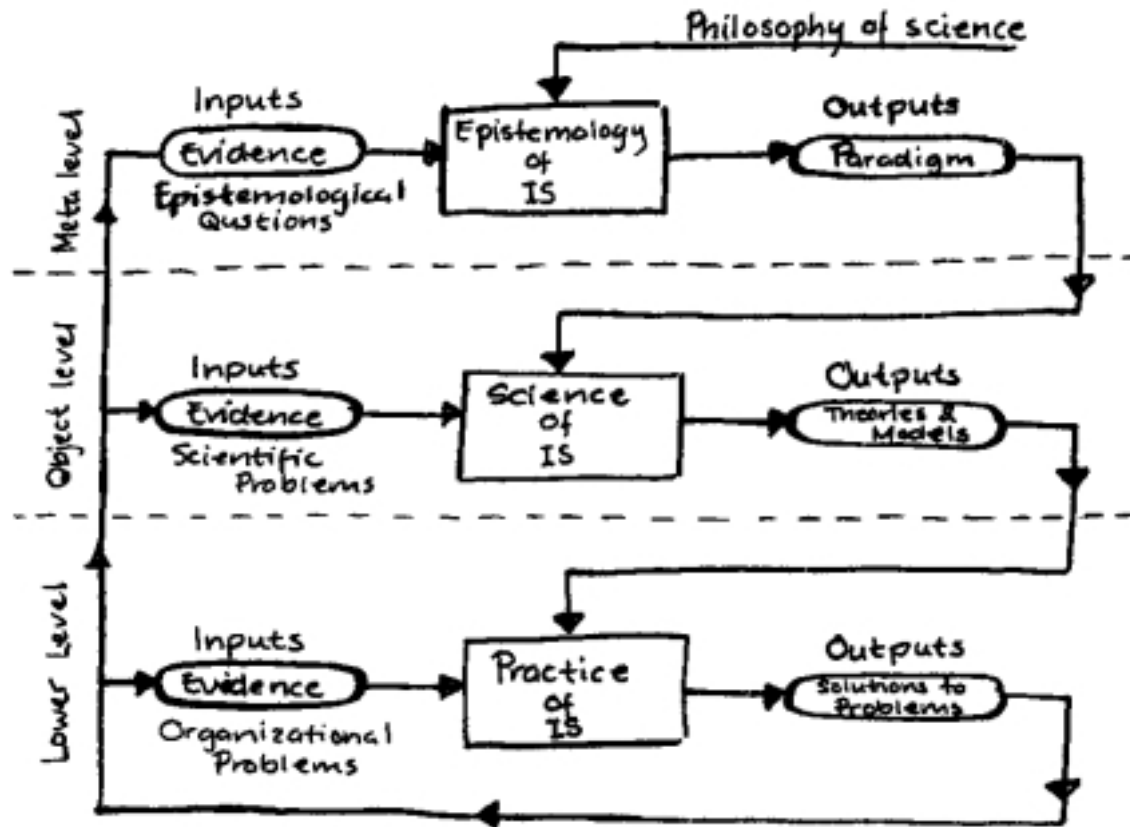 Philosophy of science
Meta level
Inputs
Evidence
Epistemological
Qustions
Epistemology
of
IS
Outputs
Paradigm
Object level
Inputs
Evidence
Scientific
Problems
Science
of
IS
Outputs
Theories &
Models
Lower Level
Inputs
Evidence
Organizational
Problems
Practice
of
IS
Outputs
Solutions to
Problems